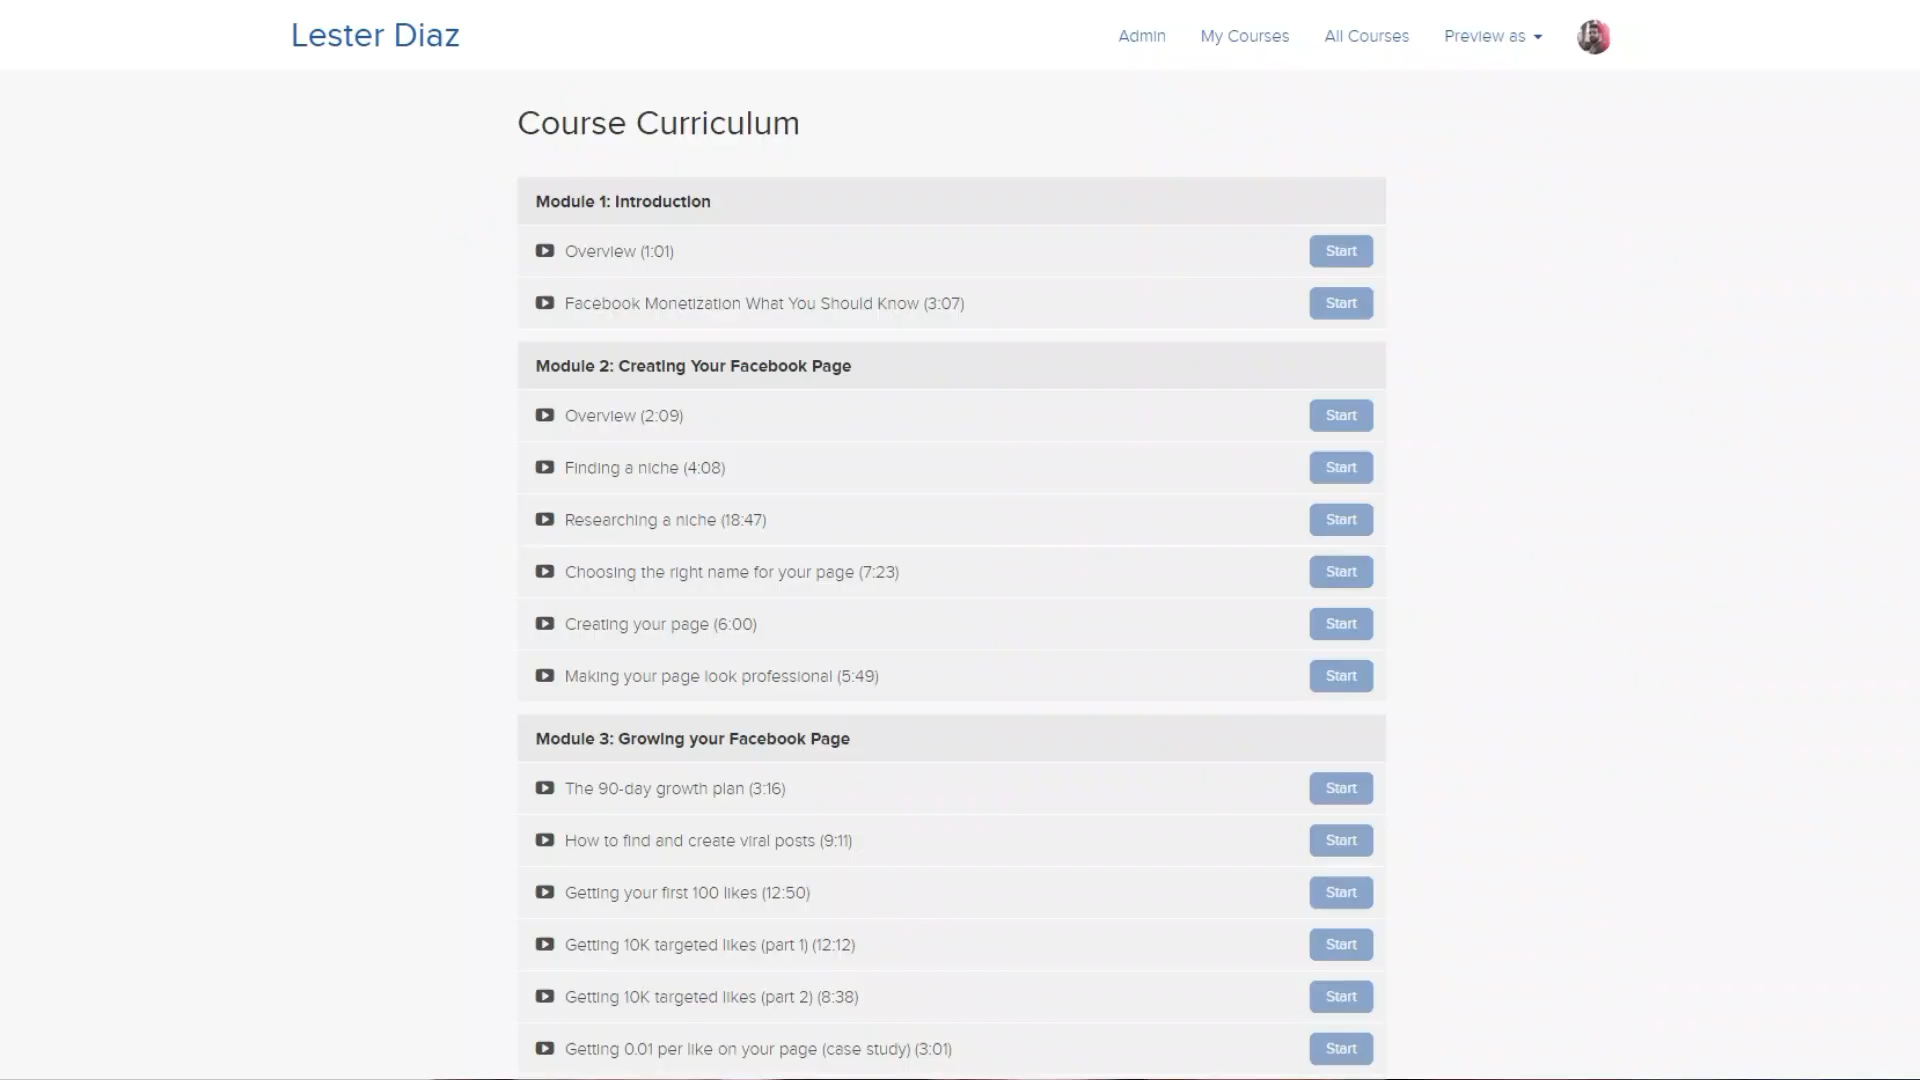 Lester Diaz
Admin My Courses All Courses Preview as
Course Curriculum
Module 1: Introduction
Overview (1:01) Start
Facebook Monetization What You Should Know (3:07) Start
Module 2: Creating Your Facebook Page
Overview (2:09) Start
Finding a niche (4:08) Start
Researching a niche (18:47) Start
Choosing the right name for your page (7:23) Start
Creating your page (6:00) Start
Making your page look professional (5:49) Start
Module 3: Growing your Facebook Page
The 90-day growth plan (3:16) Start
How to find and create viral posts (9:11) Start
Getting your first 100 likes (12:50) Start
Getting 10K targeted likes (part 1) (12:12) Start
Getting 10K targeted likes (part 2) (8:38) Start
Getting 0.01 per like on your page (case study) (3:01) Start